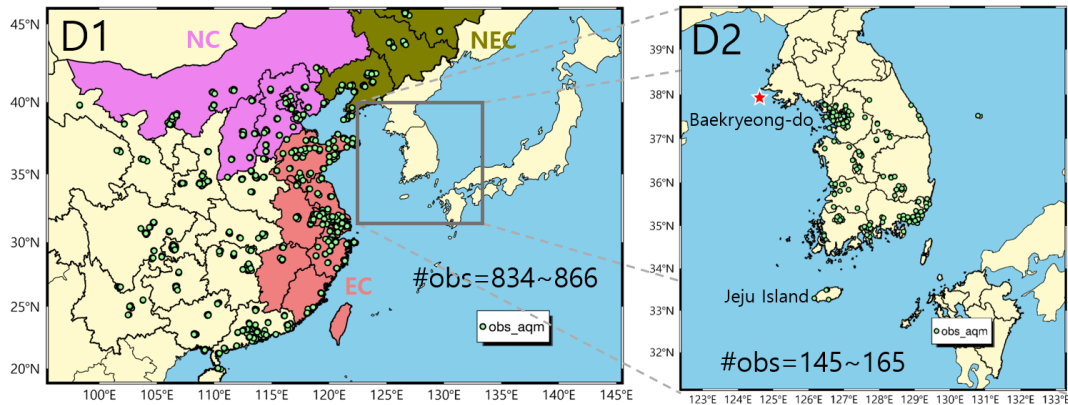 D1
NC
NEC
EC
#obs=834~866
obs_aqm
45°N
40°N
35°N
30°N
25°N
20°N
100°E 105°E 110°E 115°E 120°E 125°E 130°E 135°E 140°E 145°E
D2
Baekryeong-do
Jeju Island
obs_aqm
#obs=145~165
39°N
38°N
37°N
36°N
35°N
34°N
33°N
32°N
123°E 124°E 125°E 126°E 127°E 128°E 129°E 130°E 131°E 132°E 133°E